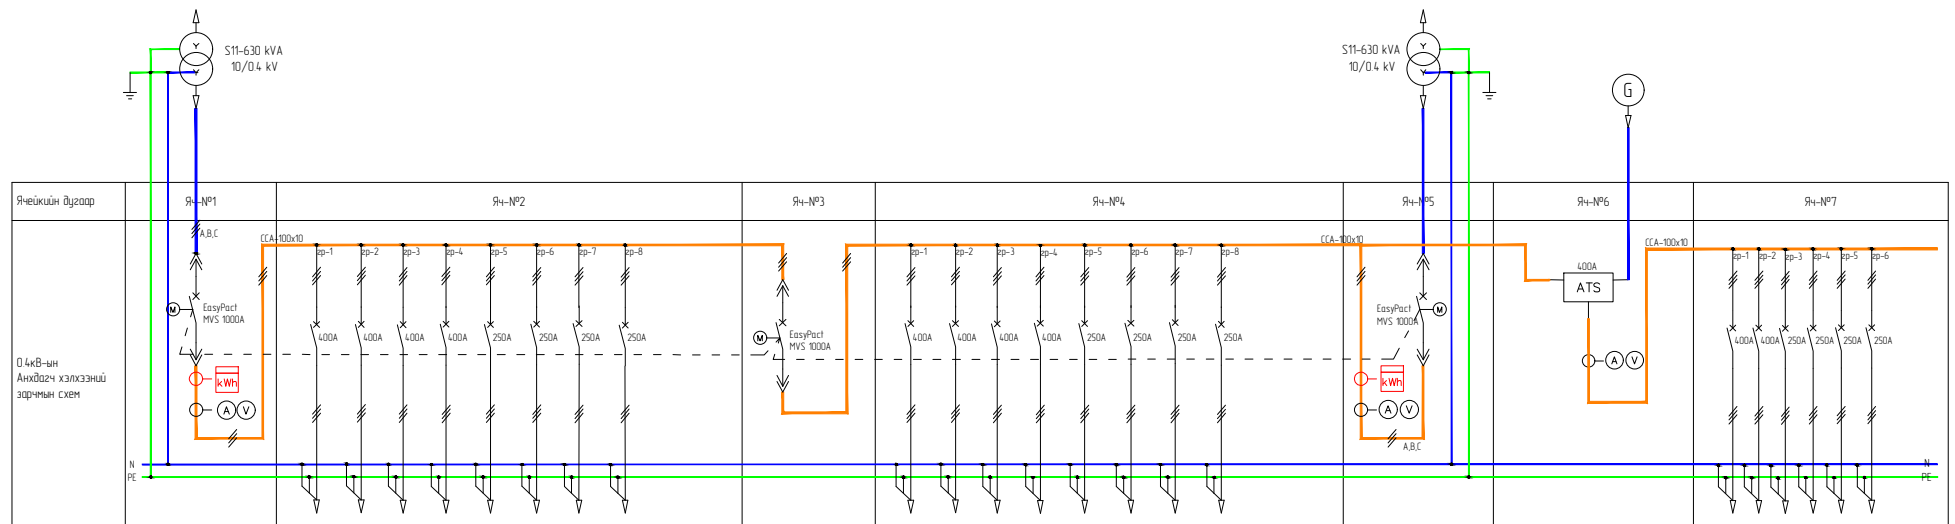 S11-630 kVA
10/0.4 kV
S11-630 kVA
10/0.4 kV
G
Ячейкийн дугаар
Яч-№1
Яч-№2
Яч-№3
Яч-№4
Яч-№5
Яч-№6
Яч-№7
0.4кВ-ын
Анхдагч хэлхээний
зарчмын схем
A,B,C
ССА-100x10
гр-1
гр-2
гр-3
гр-4
гр-5
гр-6
гр-7
гр-8
M
EasyPact
MVS 1000A
400A
400A
400A
400A
250A
250A
250A
250A
kWh
A
V
M
EasyPact
MVS 1000A
гр-1
гр-2
гр-3
гр-4
гр-5
гр-6
гр-7
гр-8
400A
400A
400A
400A
250A
250A
250A
250A
ССА-100x10
EasyPact
MVS 1000A
M
kWh
A
V
A,B,C
400A
ATS
A
V
ССА-100x10
гр-1
гр-2
гр-3
гр-4
гр-5
гр-6
400A
400A
250A
250A
250A
250A
N
PE
N
PE